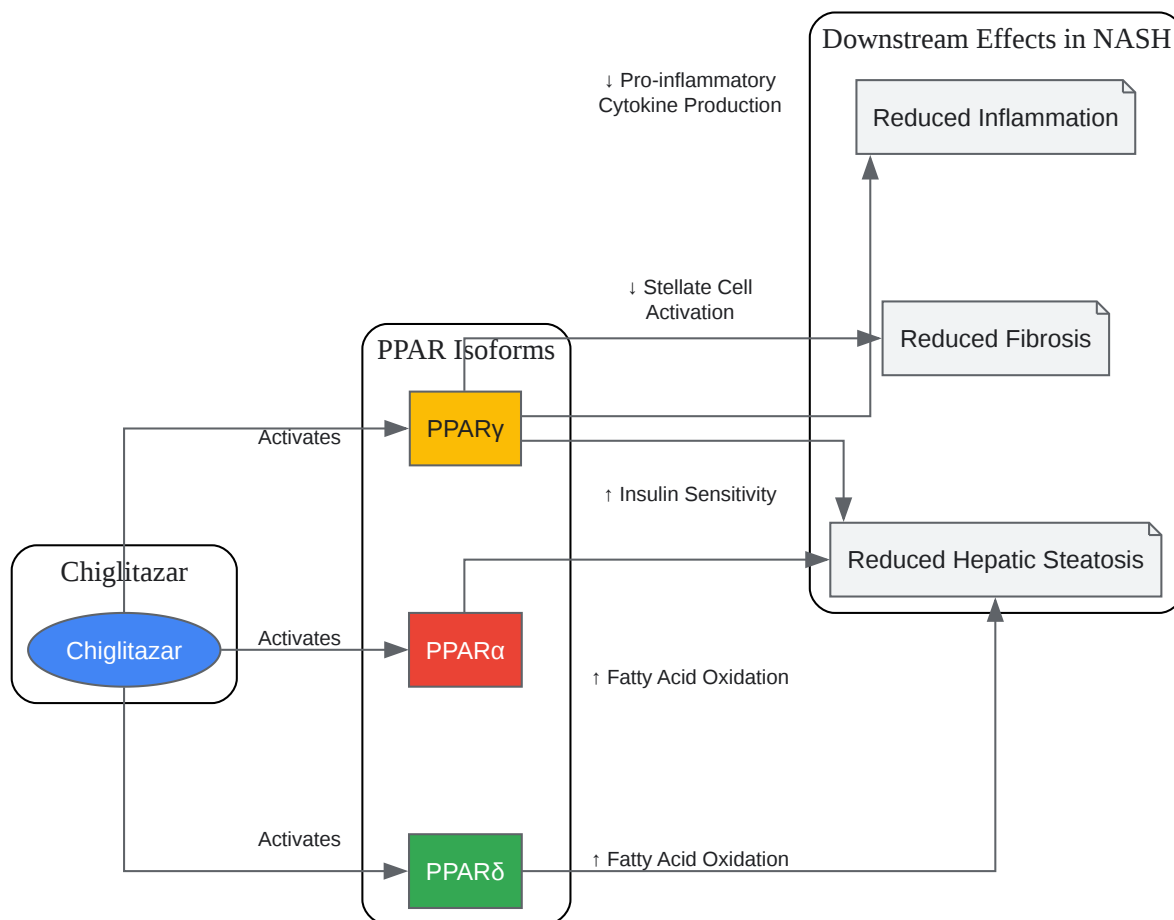 Downstream Effects in NASH
↓ Pro-inflammatory
Cytokine Production
Reduced Inflammation
↓ Stellate Cell
Activation
Reduced Fibrosis
PPAR Isoforms
PPARγ
Activates
↑ Insulin Sensitivity
Reduced Hepatic Steatosis
Chiglitazar
Chiglitazar
Activates
PPARα
↑ Fatty Acid Oxidation
Activates
PPARδ
↑ Fatty Acid Oxidation